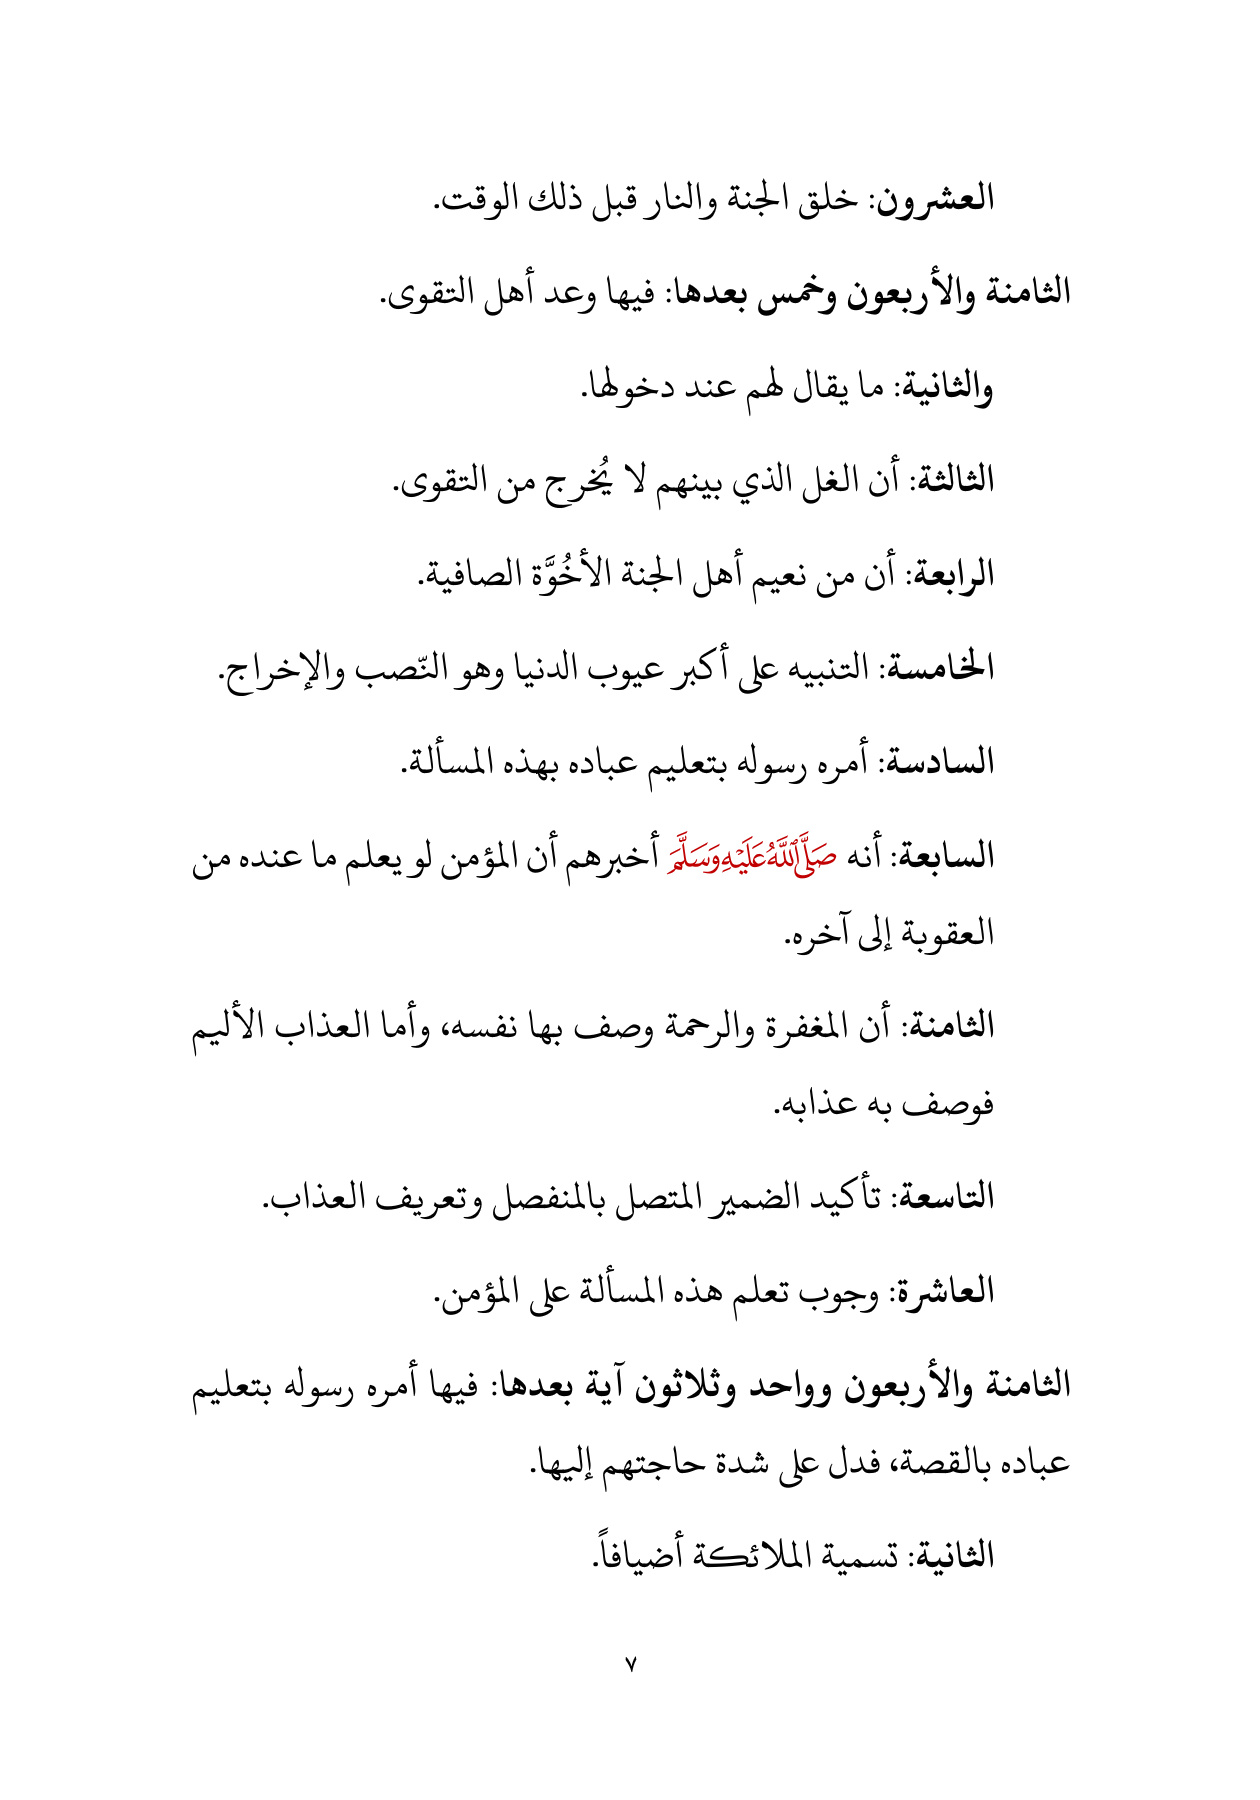 العشرون: خلق الجنة والنار قبل ذلك الوقت.
الثامنة والأربعون وخمس بعدها: فيها وعد أهل التقوى.
والثانية: ما يقال لهم عند دخولها.
الثالثة: أن الغل الذي بينهم لا يُخرج من التقوى.
الرابعة: أن من نعيم أهل الجنة الأخُوَّة الصافية.
الخامسة: التنبيه على أكبر عيوب الدنيا وهو النّصب والإخراج.
السادسة: أمره رسوله بتعليم عباده بهذه المسألة.
السابعة: أنه صَلَّى اللَّهُ عَلَيْهِ وَسَلَّمَ أخبرهم أن المؤمن لو يعلم ما عنده من
العقوبة إلى آخره.
الثامنة: أن المغفرة والرحمة وصف بها نفسه، وأما العذاب الأليم
فوصف به عذابه.
التاسعة: تأكيد الضمير المتصل بالمنفصل وتعريف العذاب.
العاشرة: وجوب تعلم هذه المسألة على المؤمن.
الثامنة والأربعون وواحد وثلاثون آية بعدها: فيها أمره رسوله بتعليم
عباده بالقصة، فدل على شدة حاجتهم إليها.
الثانية: تسمية الملائكة أضيافاً.
٧